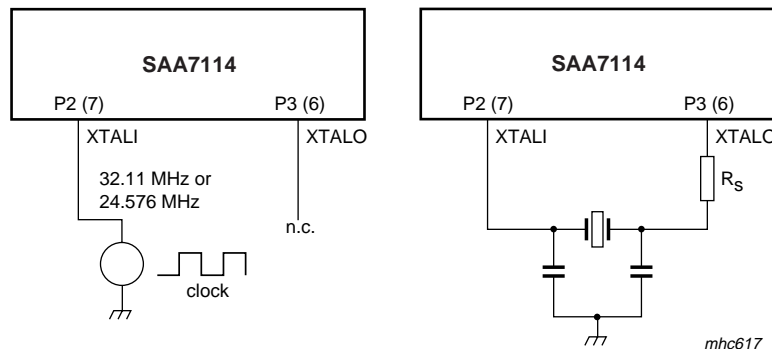 SAA7114
P2 (7)
P3 (6)
XTALI
XTALO
32.11 MHz or
24.576 MHz
n.c.
clock
SAA7114
P2 (7)
P3 (6)
XTALI
XTALO
RS
mhc617